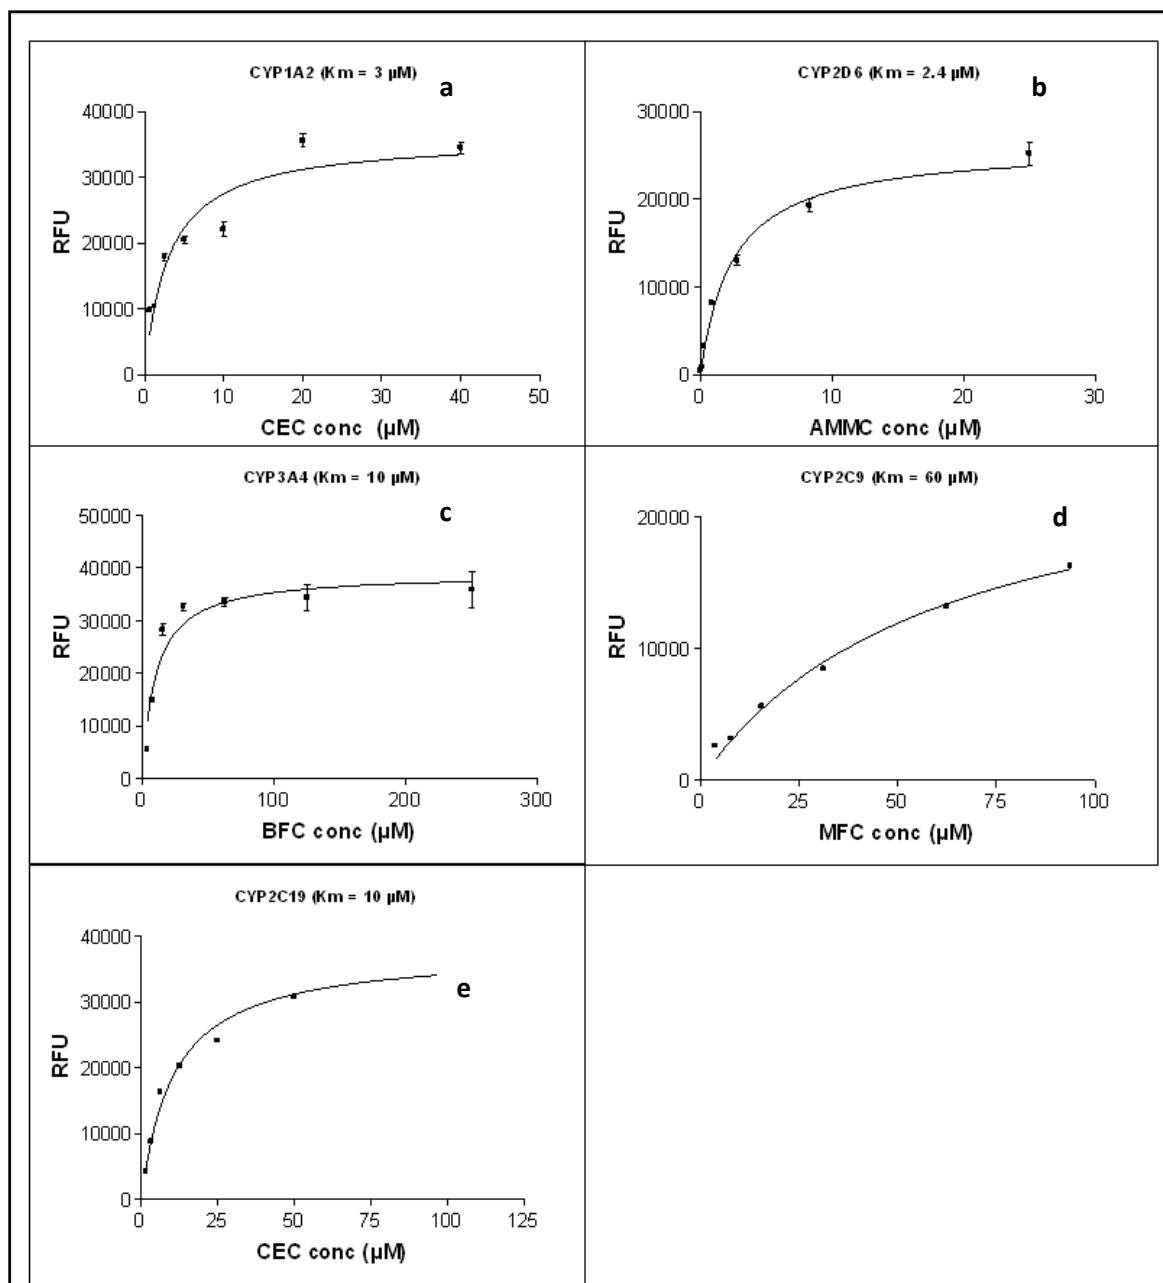 CYP1A2 (Km = 3 µM)
a
40000
30000
20000
10000
0
RFU
0 10 20 30 40 50
CEC conc (µM)
CYP2D6 (Km = 2.4 µM)
b
30000
20000
10000
0
RFU
0 10 20 30
AMMC conc (µM)
CYP3A4 (Km = 10 µM)
c
50000
40000
30000
20000
10000
0
RFU
0 100 200 300
BFC conc (µM)
CYP2C9 (Km = 60 µM)
d
20000
10000
0
RFU
0 25 50 75 100
MFC conc (µM)
CYP2C19 (Km = 10 µM)
e
40000
30000
20000
10000
0
RFU
0 25 50 75 100 125
CEC conc (µM)